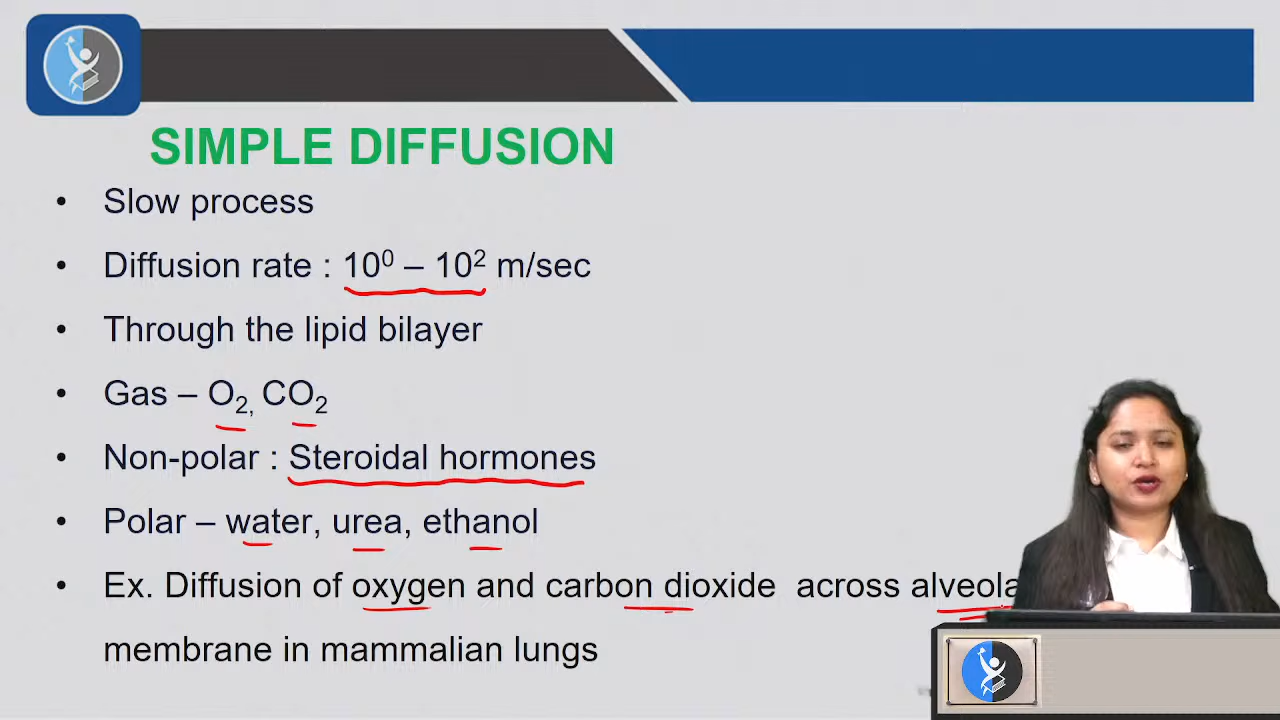 SIMPLE DIFFUSION
• Slow process
• Diffusion rate : 10⁰ – 10² m/sec
• Through the lipid bilayer
• Gas – O₂, CO₂
• Non-polar : Steroidal hormones
• Polar – water, urea, ethanol
• Ex. Diffusion of oxygen and carbon dioxide across
membrane in mammalian lungs